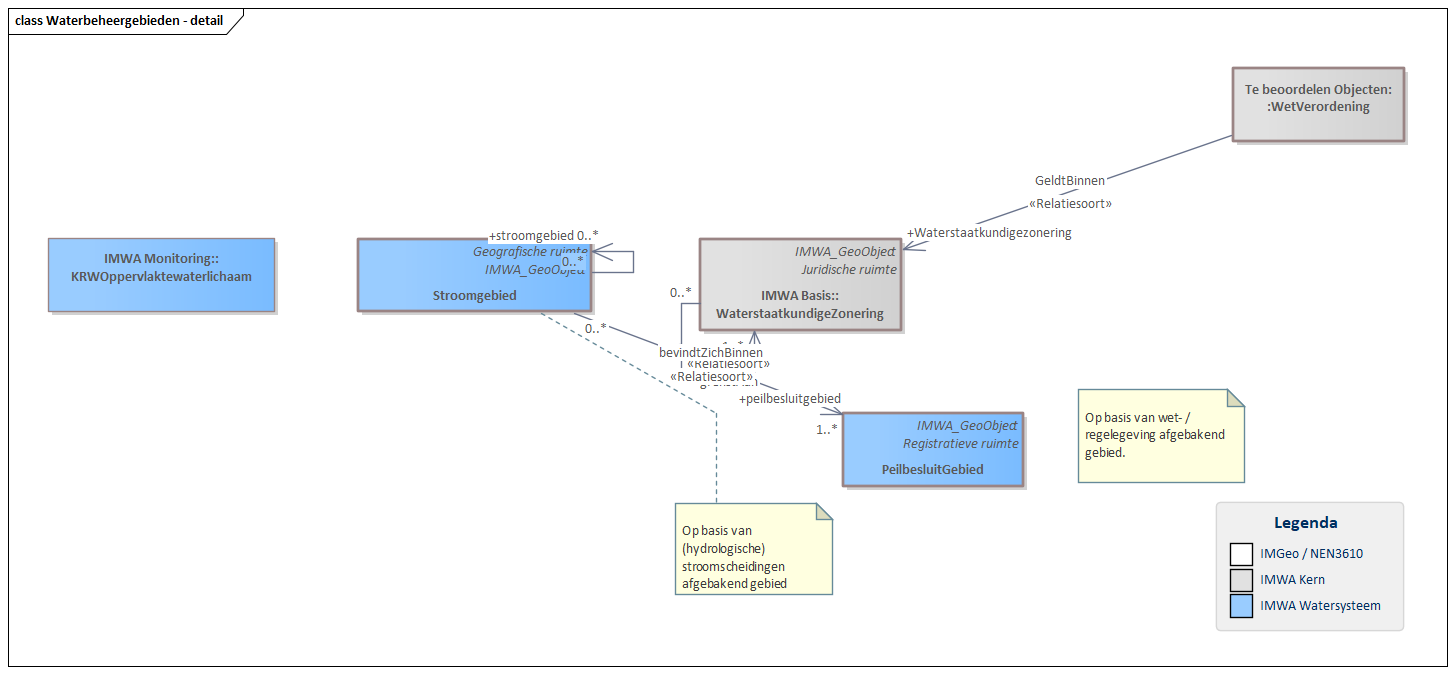 class Waterbeheergebieden - detail
Te beoordelen Objecten:
:WetVerordening
GeldtBinnen
«Relatiesoort»
+Waterstaatkundigezonering
IMWA Monitoring::
KRWOppervlaktewaterlichaam
+stroomgebied 0..*
Geografische ruimte
0..*
IMWA_GeoObject
Stroomgebied
IMWA_GeoObject
Juridische ruimte
IMWA Basis::
WaterstaatkundigeZonering
0..*
0..*
bevindtZichBinnen
«Relatiesoort»
«Relatiesoort»
+peilbesluitgebied
1..*
IMWA_GeoObject
Registratieve ruimte
PeilbesluitGebied
Op basis van wet- /
regelegeving afgebakend
gebied.
Op basis van
(hydrologische)
stroomscheidingen
afgebakend gebied
Legenda
IMGeo / NEN3610
IMWA Kern
IMWA Watersysteem